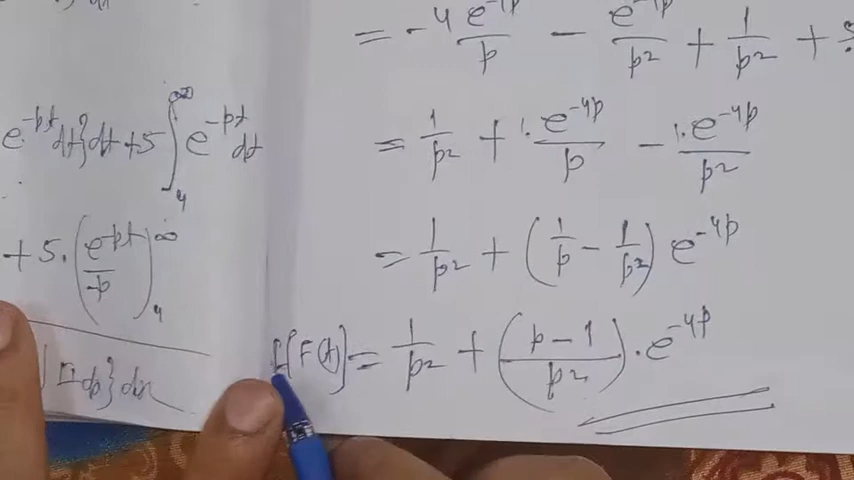 e^{-pt} dt} dt + 5 ∫_4^∞ e^{-pt} dt
+ 5 · (e^{-pt}/-p)_4^∞
dx
= -4 e^{-4p}/p - e^{-4p}/p² + 1/p² +
= 1/p² + 1· e^{-4p}/p - 1· e^{-4p}/p²
= 1/p² + (1/p - 1/p²) e^{-4p}
L[F(t)] = 1/p² + ((p-1)/p²) · e^{-4p}